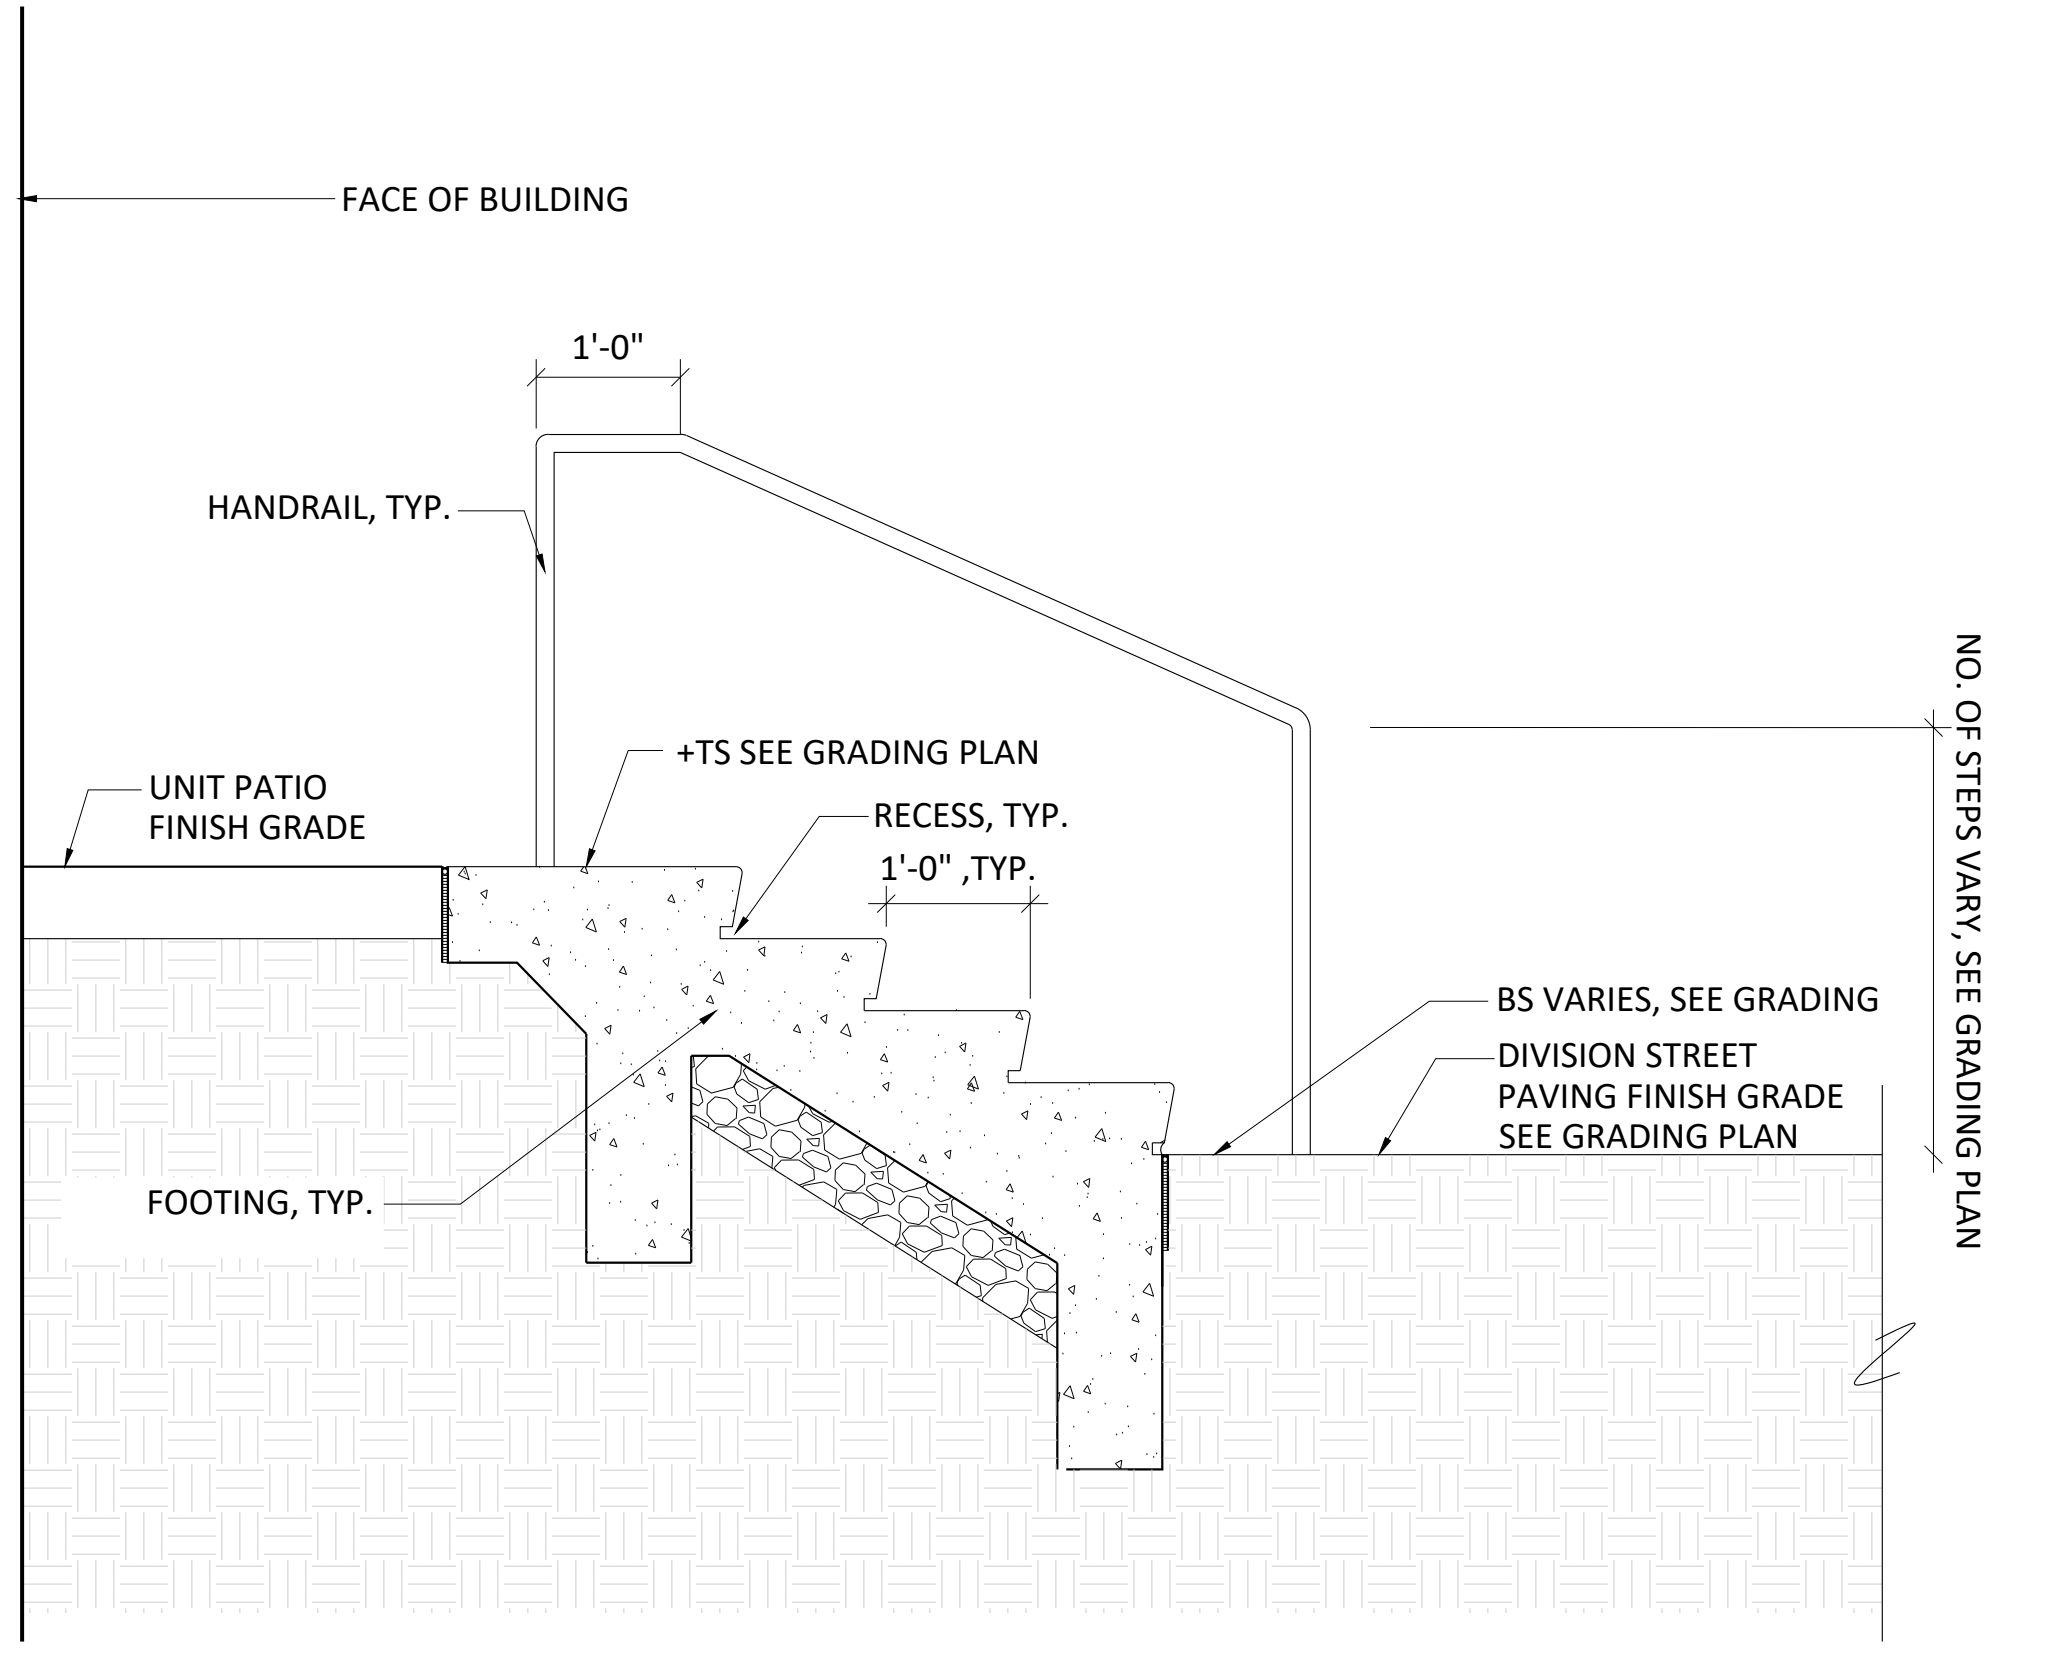 FACE OF BUILDING
1'-0"
HANDRAIL, TYP.
+TS SEE GRADING PLAN
UNIT PATIO
FINISH GRADE
RECESS, TYP.
1'-0" ,TYP.
NO. OF STEPS VARY, SEE GRADING PLAN
BS VARIES, SEE GRADING
DIVISION STREET
PAVING FINISH GRADE
SEE GRADING PLAN
FOOTING, TYP.